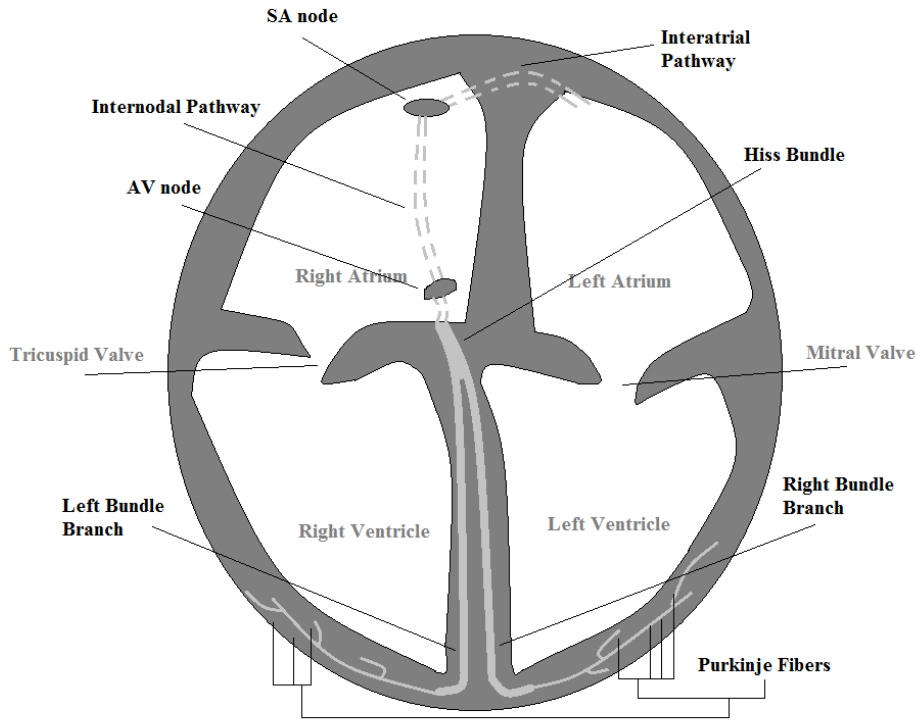 SA node
Interatrial
Pathway
Internodal Pathway
Hiss Bundle
AV node
Right Atrium
Left Atrium
Tricuspid Valve
Mitral Valve
Left Bundle
Branch
Right Bundle
Branch
Right Ventricle
Left Ventricle
Purkinje Fibers